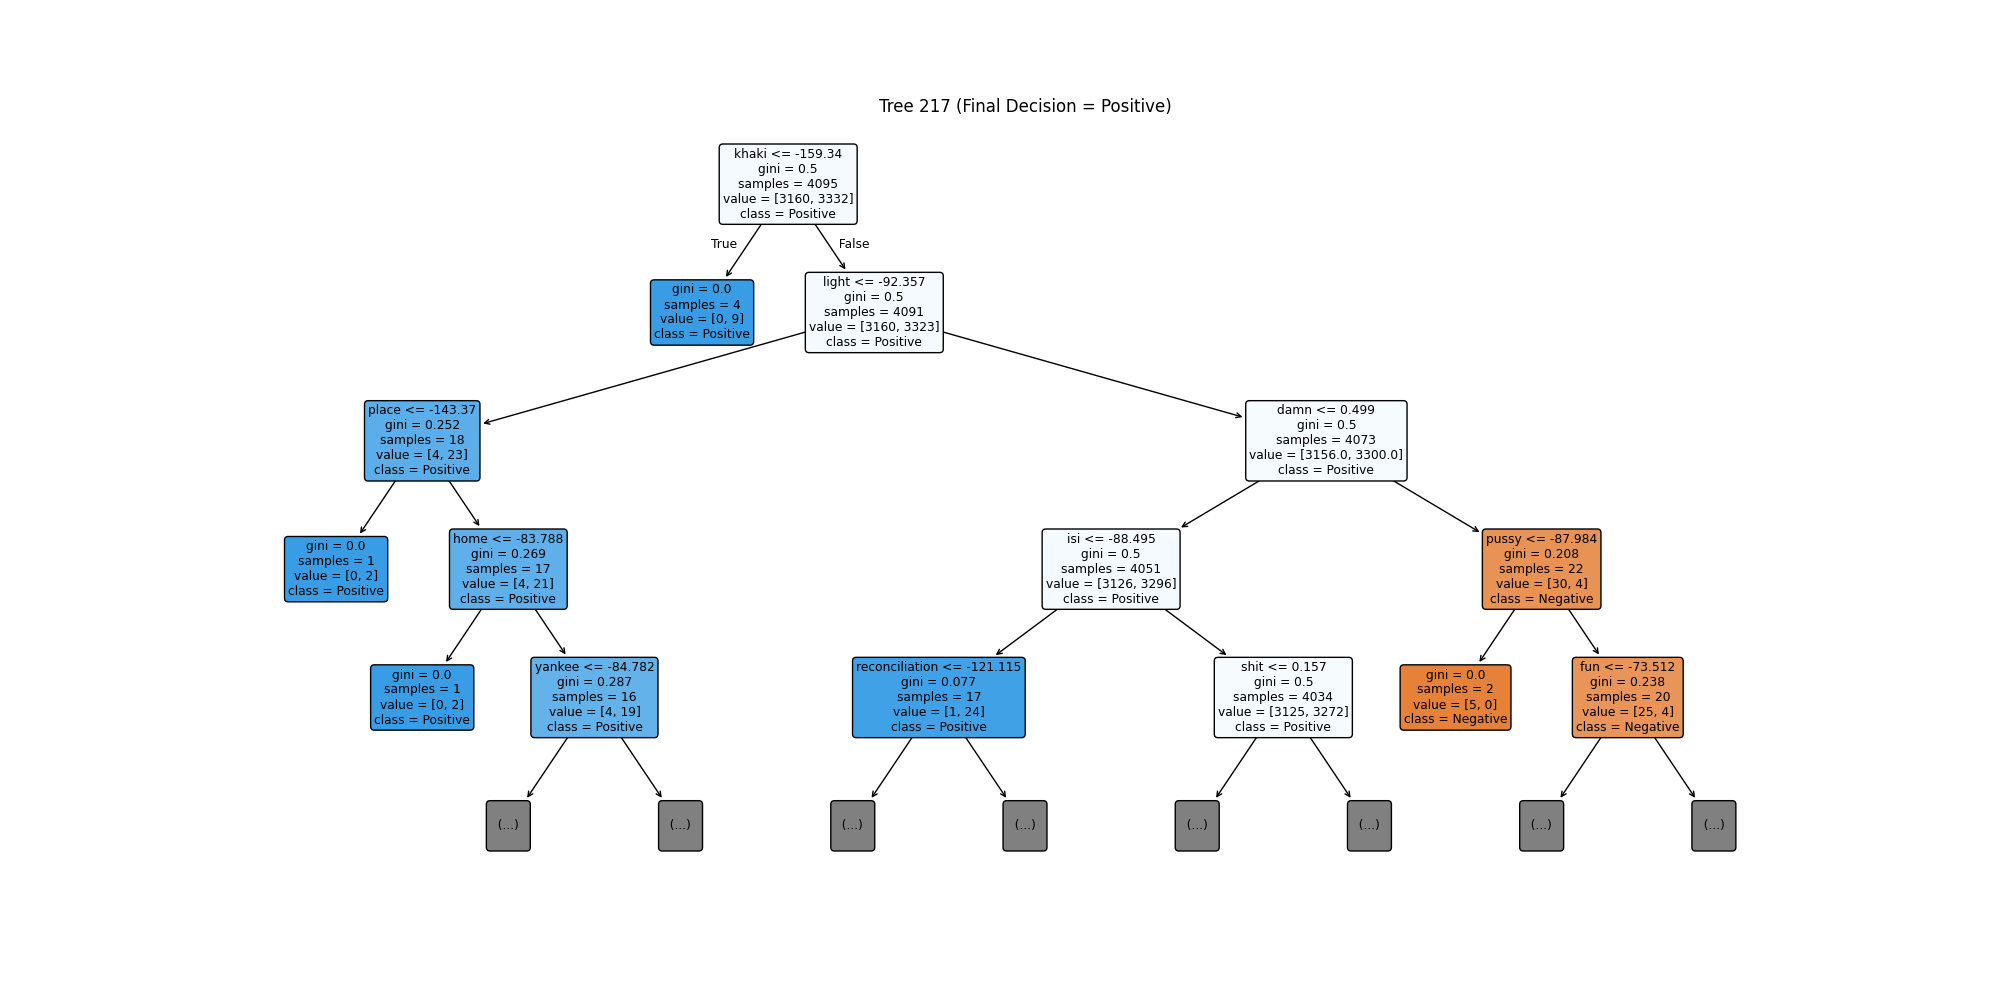 Tree 217 (Final Decision = Positive)
khaki <= -159.34
gini = 0.5
samples = 4095
value = [3160, 3332]
class = Positive
True
False
gini = 0.0
samples = 4
value = [0, 9]
class = Positive
light <= -92.357
gini = 0.5
samples = 4091
value = [3160, 3323]
class = Positive
place <= -143.37
gini = 0.252
samples = 18
value = [4, 23]
class = Positive
damn <= 0.499
gini = 0.5
samples = 4073
value = [3156.0, 3300.0]
class = Positive
gini = 0.0
samples = 1
value = [0, 2]
class = Positive
home <= -83.788
gini = 0.269
samples = 17
value = [4, 21]
class = Positive
isi <= -88.495
gini = 0.5
samples = 4051
value = [3126, 3296]
class = Positive
pussy <= -87.984
gini = 0.208
samples = 22
value = [30, 4]
class = Negative
gini = 0.0
samples = 1
value = [0, 2]
class = Positive
yankee <= -84.782
gini = 0.287
samples = 16
value = [4, 19]
class = Positive
reconciliation <= -121.115
gini = 0.077
samples = 17
value = [1, 24]
class = Positive
shit <= 0.157
gini = 0.5
samples = 4034
value = [3125, 3272]
class = Positive
gini = 0.0
samples = 2
value = [5, 0]
class = Negative
fun <= -73.512
gini = 0.238
samples = 20
value = [25, 4]
class = Negative
(...)
(...)
(...)
(...)
(...)
(...)
(...)
(...)